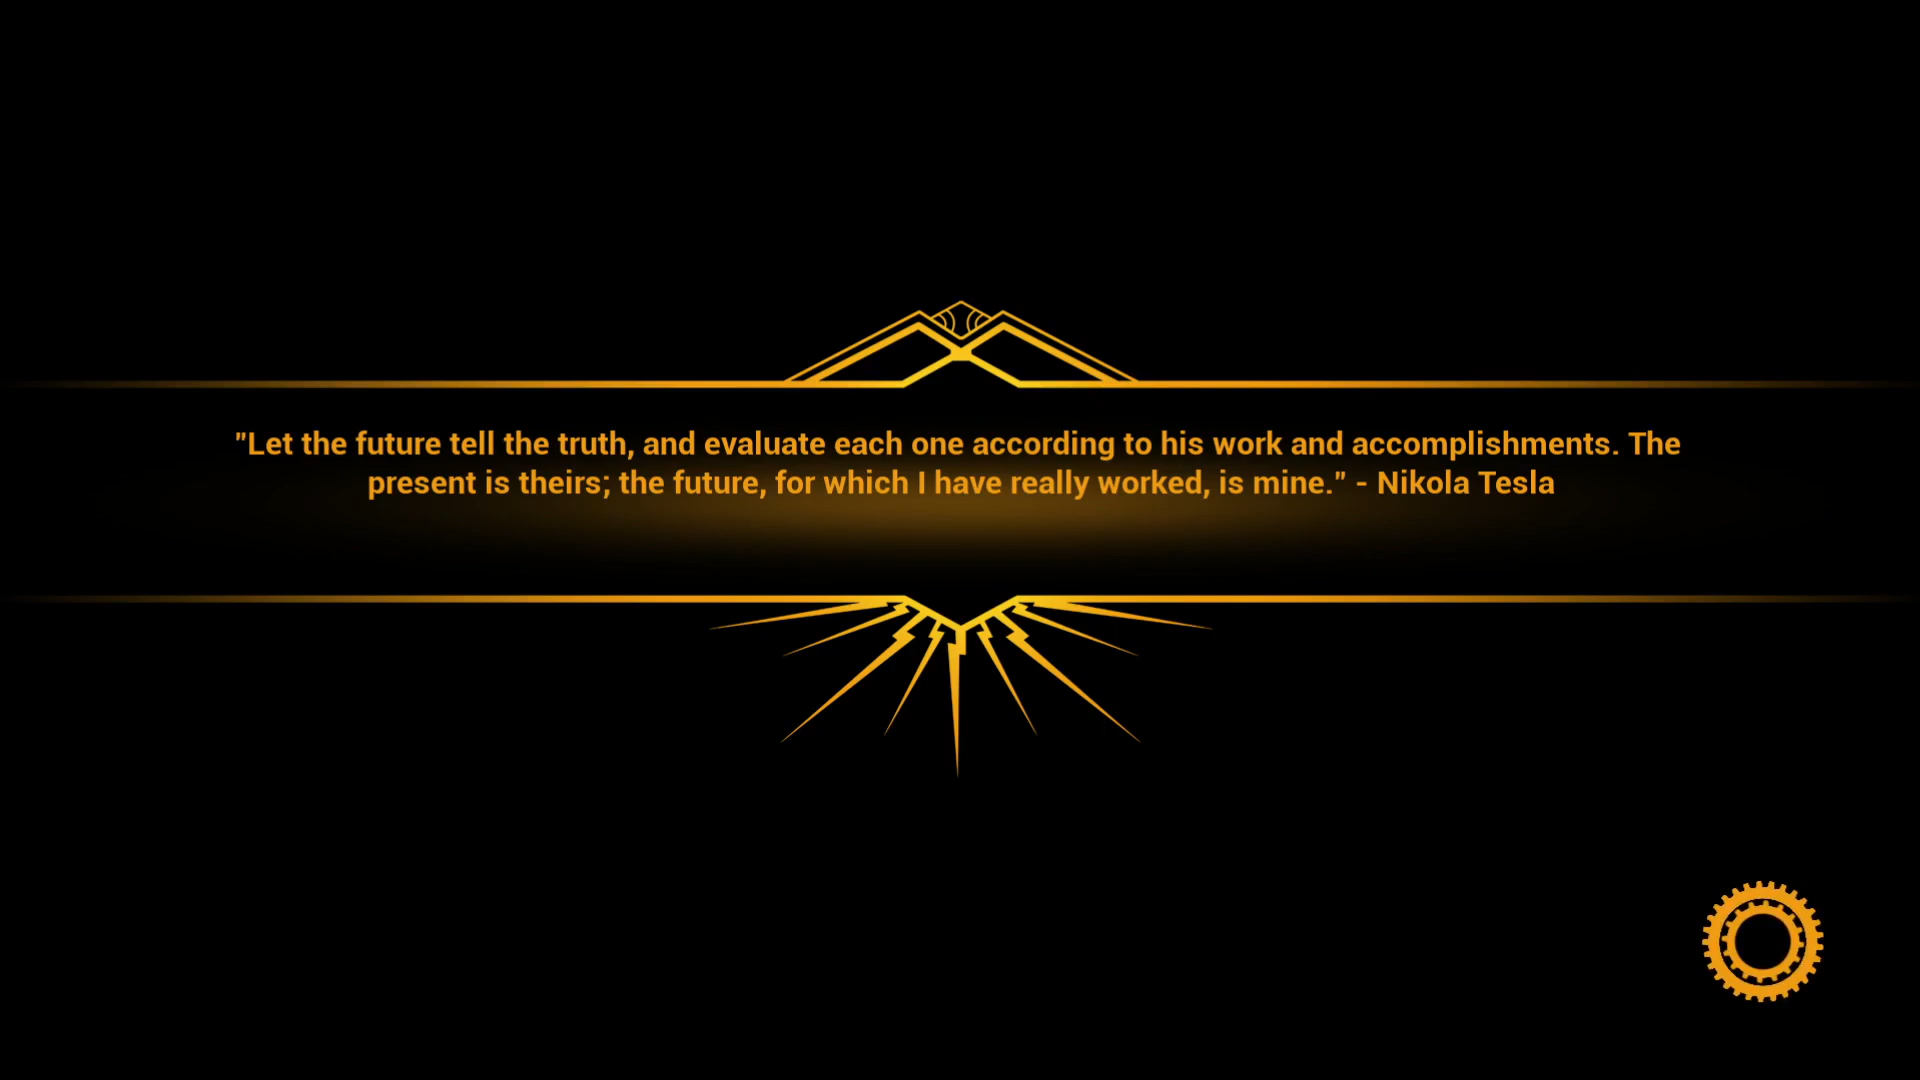 "Let the future tell the truth, and evaluate each one according to his work and accomplishments. The
present is theirs; the future, for which I have really worked, is mine." - Nikola Tesla